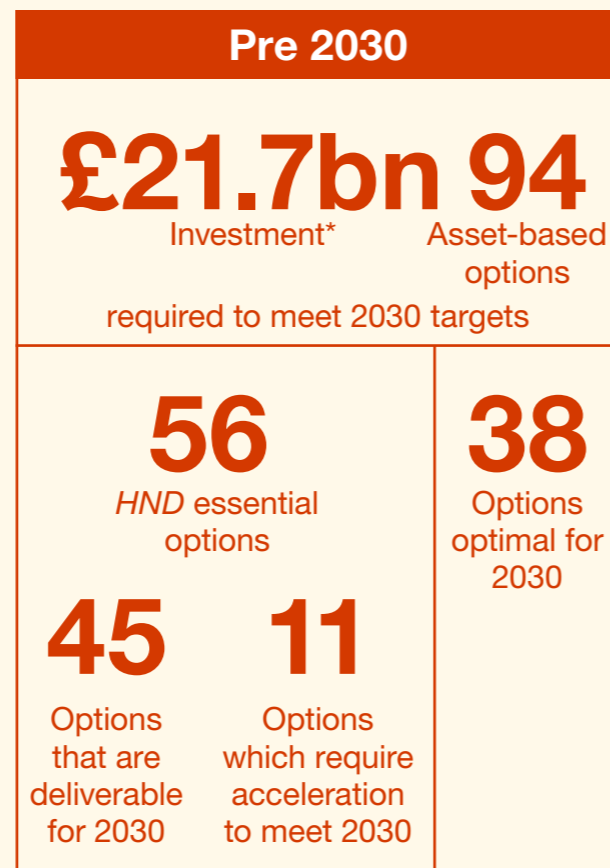 Pre 2030
£21.7bn 94
Investment* Asset-based
options
required to meet 2030 targets
56
HND essential
options
45
Options
that are
deliverable
for 2030
11
Options
which require
acceleration
to meet 2030
38
Options
optimal for
2030